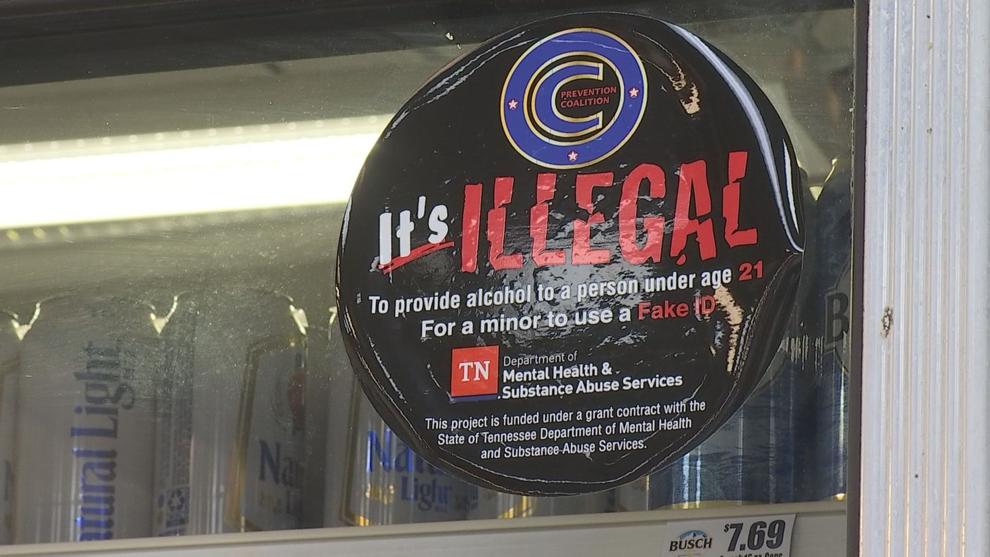 PREVENTION
COALITION
It's ILLEGAL
To provide alcohol to a person under age 21
For a minor to use a Fake ID
TN
Department of
Mental Health &
Substance Abuse Services
This project is funded under a grant contract with the
State of Tennessee Department of Mental Health
and Substance Abuse Services.
Natural Light
Na
Nat
Light
BUSCH $7.69